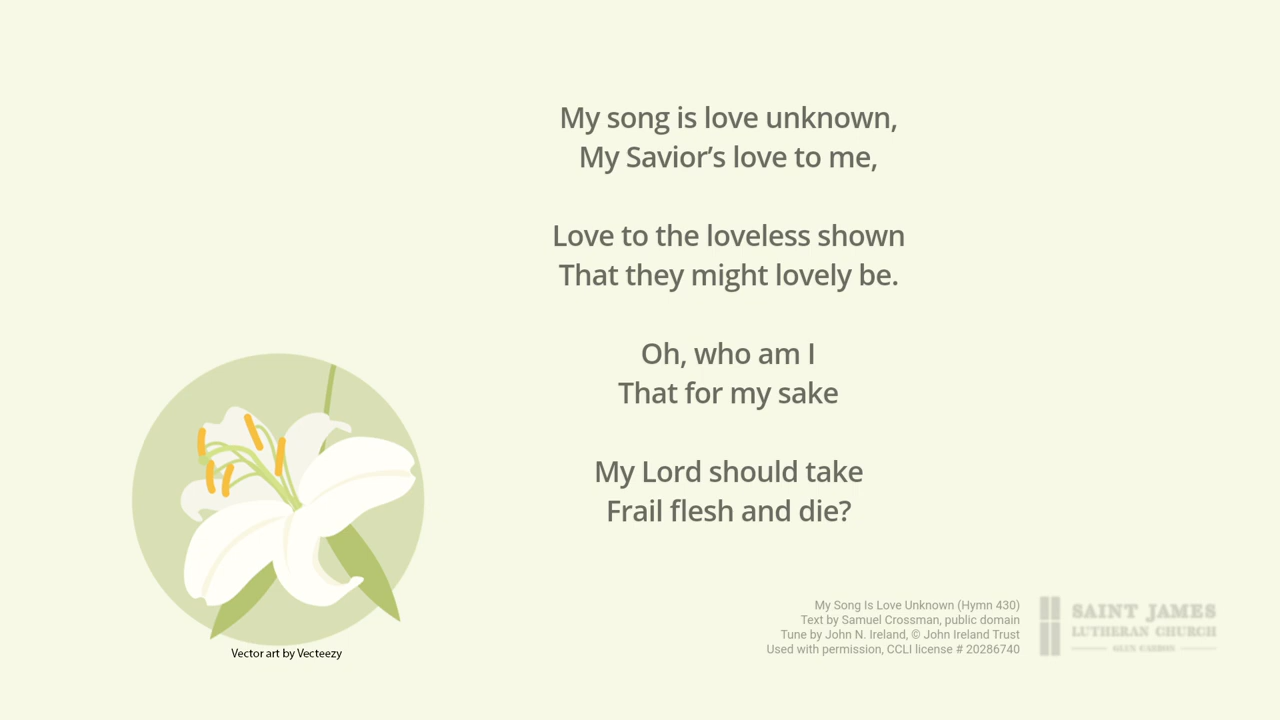 My song is love unknown,
My Savior’s love to me,
Love to the loveless shown
That they might lovely be.
Oh, who am I
That for my sake
My Lord should take
Frail flesh and die?
My Song Is Love Unknown (Hymn 430)
Text by Samuel Crossman, public domain
Tune by John N. Ireland, © John Ireland Trust
Used with permission, CCLI license # 20286740
SAINT JAMES
LUTHERAN CHURCH
GLEN CARBON
Vector art by Vecteezy